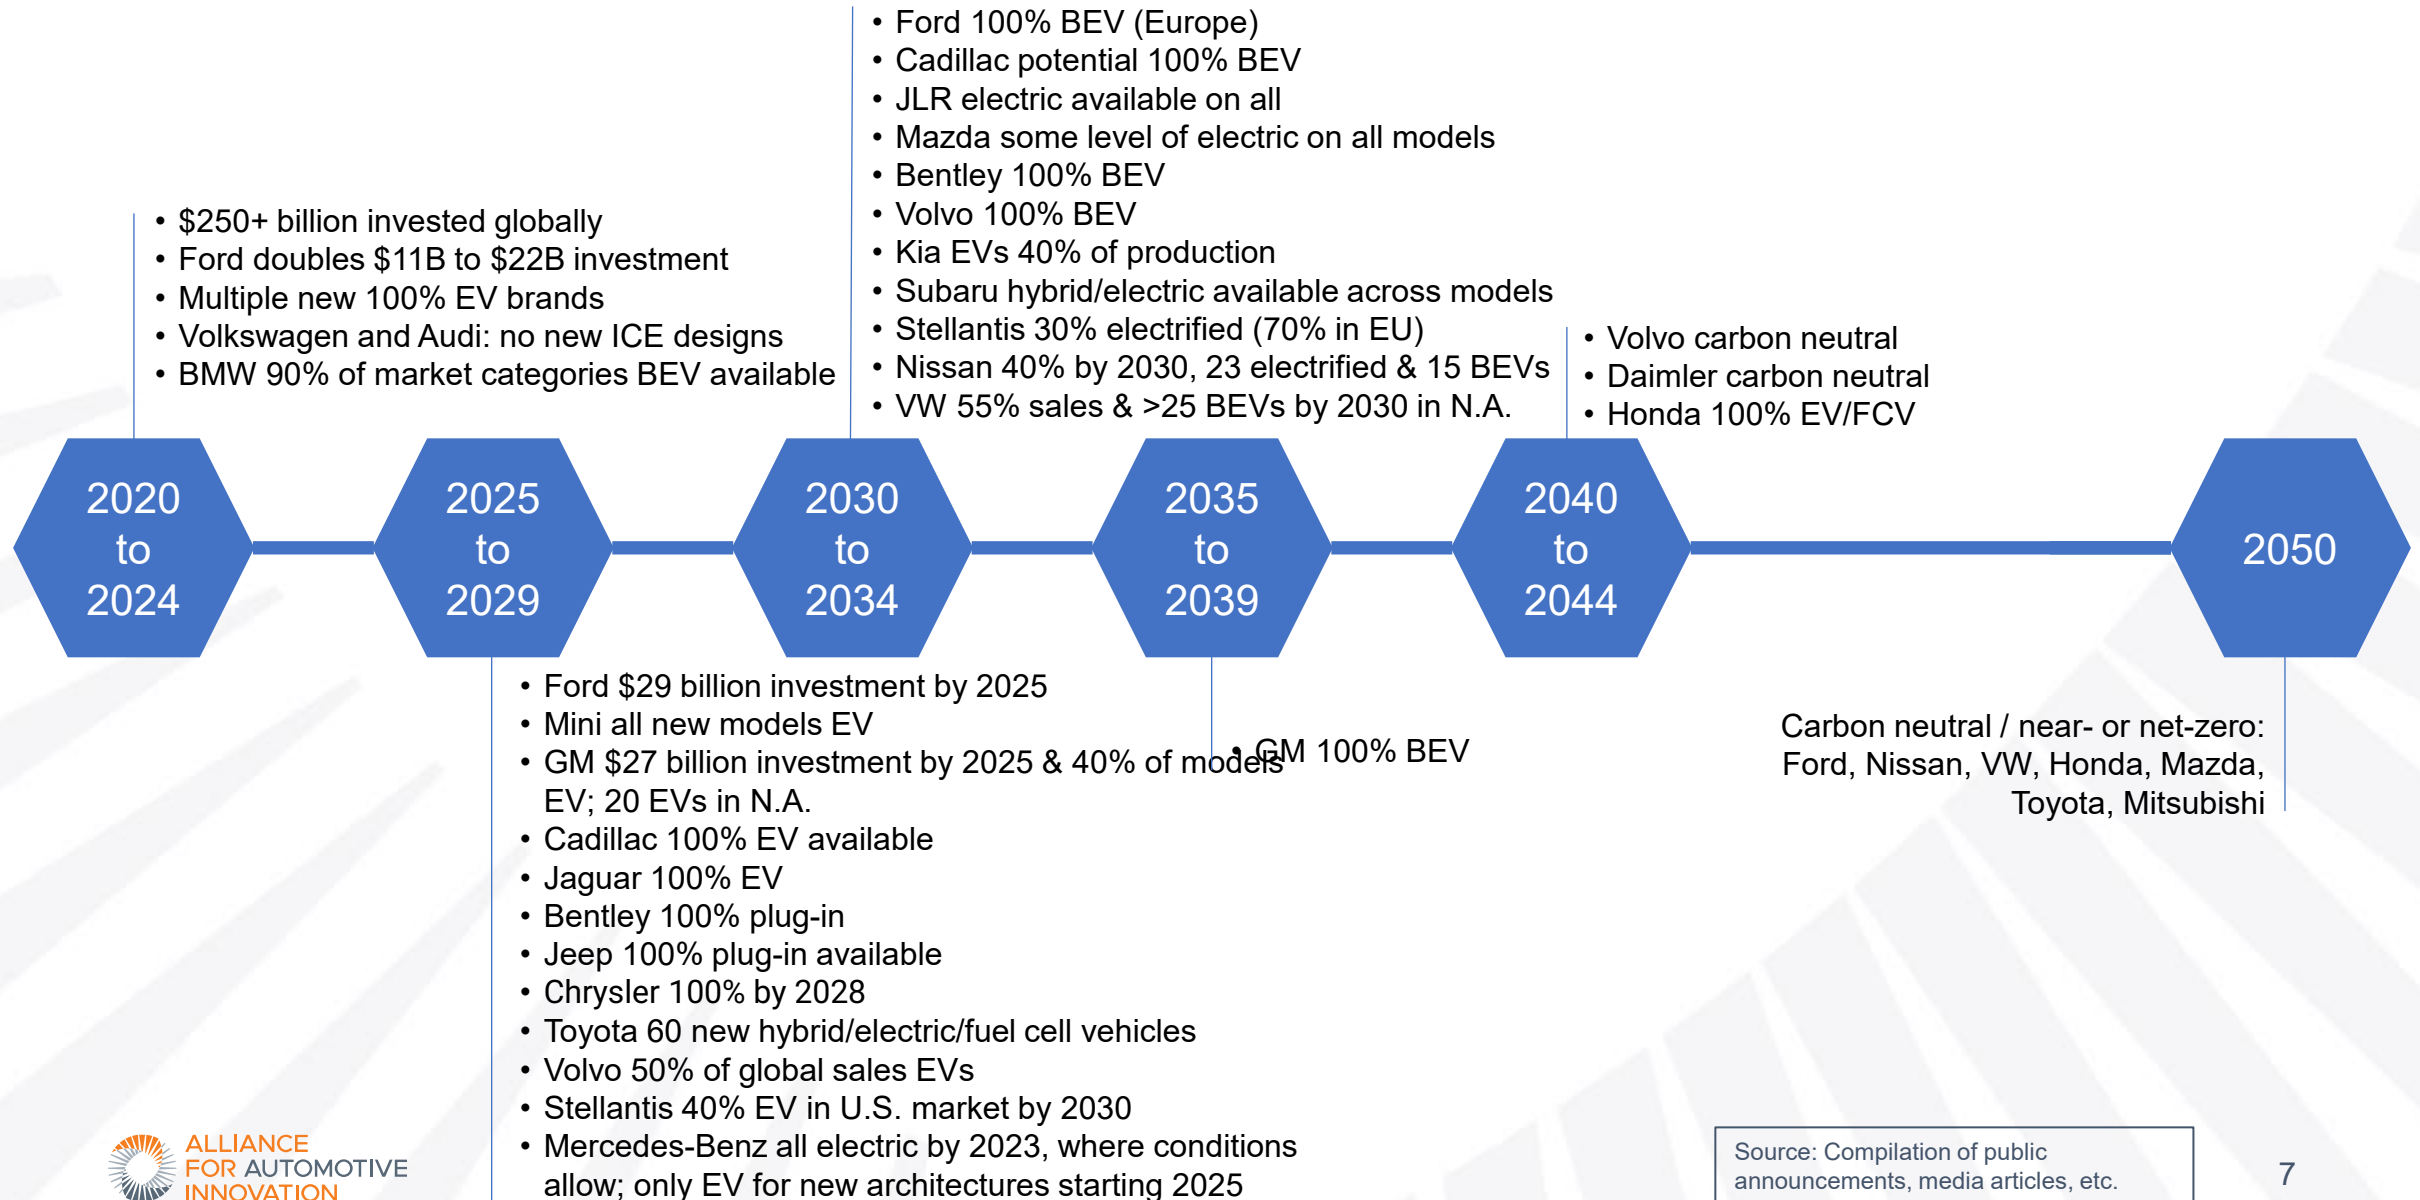 • Ford 100% BEV (Europe)
• Cadillac potential 100% BEV
• JLR electric available on all
• Mazda some level of electric on all models
• Bentley 100% BEV
• Volvo 100% BEV
• Kia EVs 40% of production
• Subaru hybrid/electric available across models
• Stellantis 30% electrified (70% in EU)
• Nissan 40% by 2030, 23 electrified & 15 BEVs
• VW 55% sales & >25 BEVs by 2030 in N.A.
• $250+ billion invested globally
• Ford doubles $11B to $22B investment
• Multiple new 100% EV brands
• Volkswagen and Audi: no new ICE designs
• BMW 90% of market categories BEV available
• Volvo carbon neutral
• Daimler carbon neutral
• Honda 100% EV/FCV
2020
to
2024
2025
to
2029
2030
to
2034
2035
to
2039
2040
to
2044
2050
• Ford $29 billion investment by 2025
• Mini all new models EV
• GM $27 billion investment by 2025 & 40% of models
EV; 20 EVs in N.A.
• Cadillac 100% EV available
• Jaguar 100% EV
• Bentley 100% plug-in
• Jeep 100% plug-in available
• Chrysler 100% by 2028
• Toyota 60 new hybrid/electric/fuel cell vehicles
• Volvo 50% of global sales EVs
• Stellantis 40% EV in U.S. market by 2030
• Mercedes-Benz all electric by 2023, where conditions
allow; only EV for new architectures starting 2025
• GM 100% BEV
Carbon neutral / near- or net-zero:
Ford, Nissan, VW, Honda, Mazda,
Toyota, Mitsubishi
ALLIANCE
FOR AUTOMOTIVE
INNOVATION
Source: Compilation of public
announcements, media articles, etc.
7